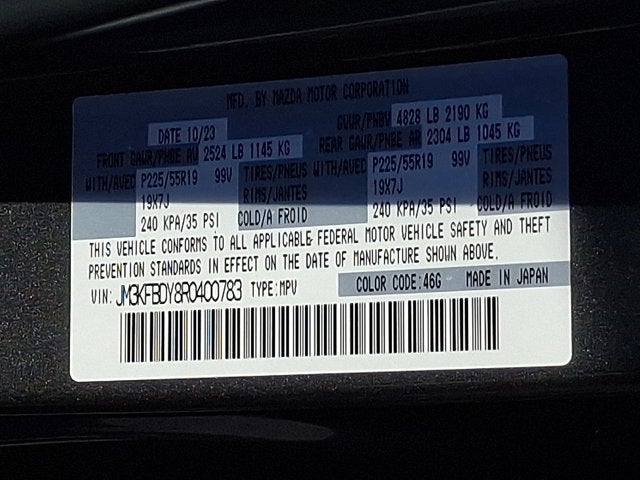 MFD. BY MAZDA MOTOR CORPORATION
DATE 10/23 GVWR/PNBV 4828 LB 2190 KG
FRONT GAWR/PNBE AV 2524 LB 1145 KG REAR GAWR/PNBE AR 2304 LB 1045 KG
WITH/AVEC P225/55R19 99V TIRES/PNEUS WITH/AVEC P225/55R19 99V TIRES/PNEUS
19X7J RIMS/JANTES 19X7J RIMS/JANTES
240 KPA/35 PSI COLD/A FROID 240 KPA/35 PSI COLD/A FROID
THIS VEHICLE CONFORMS TO ALL APPLICABLE FEDERAL MOTOR VEHICLE SAFETY AND THEFT
PREVENTION STANDARDS IN EFFECT ON THE DATE OF MANUFACTURE SHOWN ABOVE.
VIN: JM3KFBDY8R0400783 TYPE:MPV COLOR CODE:46G MADE IN JAPAN